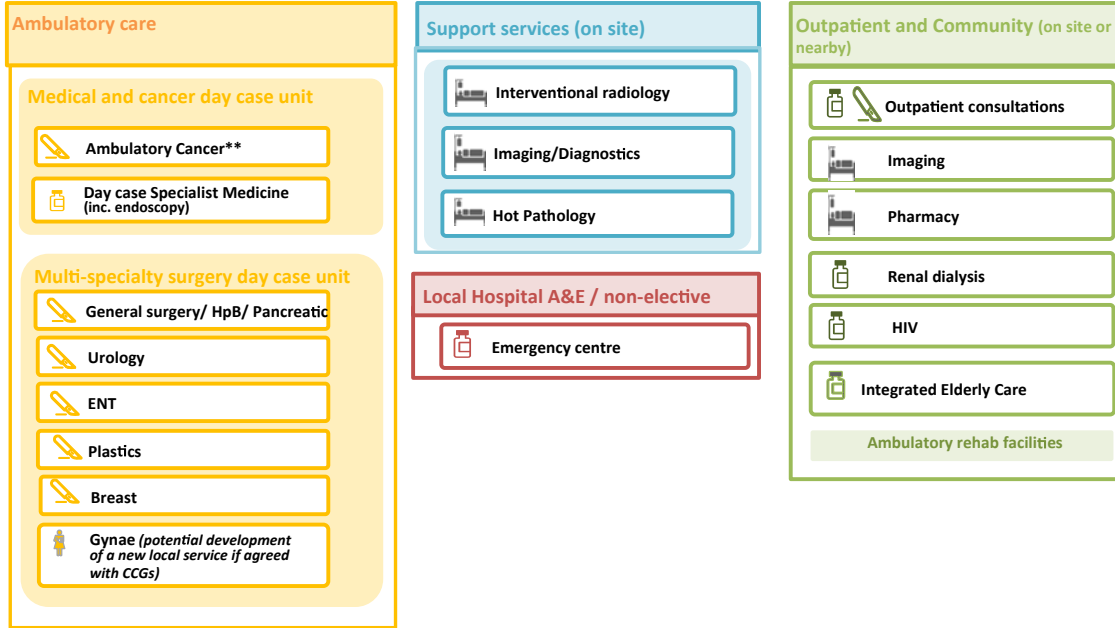 Ambulatory care
Medical and cancer day case unit
Ambulatory Cancer**
Day case Specialist Medicine
(inc. endoscopy)
Multi-specialty surgery day case unit
General surgery/ HpB/ Pancreatic
Urology
ENT
Plastics
Breast
Gynae (potential development
of a new local service if agreed
with CCGs)
Support services (on site)
Interventional radiology
Imaging/Diagnostics
Hot Pathology
Local Hospital A&E / non-elective
Emergency centre
Outpatient and Community (on site or
nearby)
Outpatient consultations
Imaging
Pharmacy
Renal dialysis
HIV
Integrated Elderly Care
Ambulatory rehab facilities